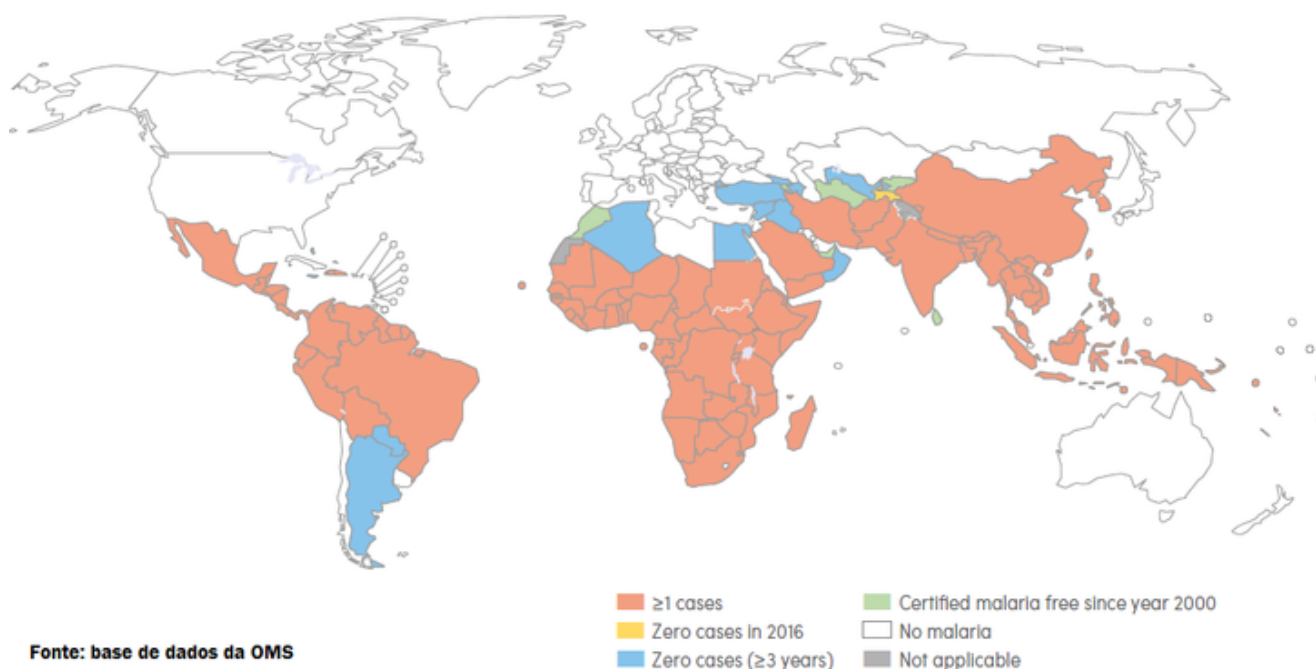 ≥1 cases
Zero cases in 2016
Zero cases (≥3 years)
Certified malaria free since year 2000
No malaria
Not applicable
Fonte: base de dados da OMS